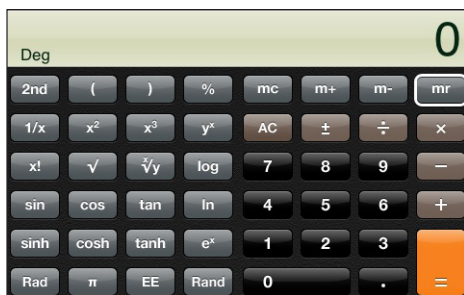 0
Deg
2nd ( ) % mc m+ m- mr
1/x x² x³ yˣ AC ± ÷ ×
x! √ ˣ√y log 7 8 9 −
sin cos tan ln 4 5 6 +
sinh cosh tanh eˣ 1 2 3
Rad π EE Rand 0 . =